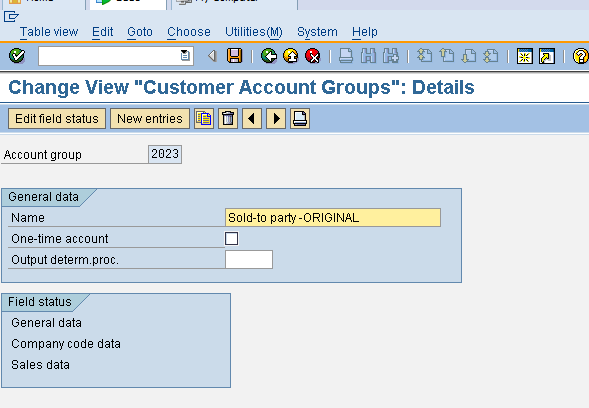 Table view Edit Goto Choose Utilities(M) System Help
Change View "Customer Account Groups": Details
Edit field status New entries
Account group 2023
General data
Name Sold-to party -ORIGINAL
One-time account
Output determ.proc.
Field status
General data
Company code data
Sales data